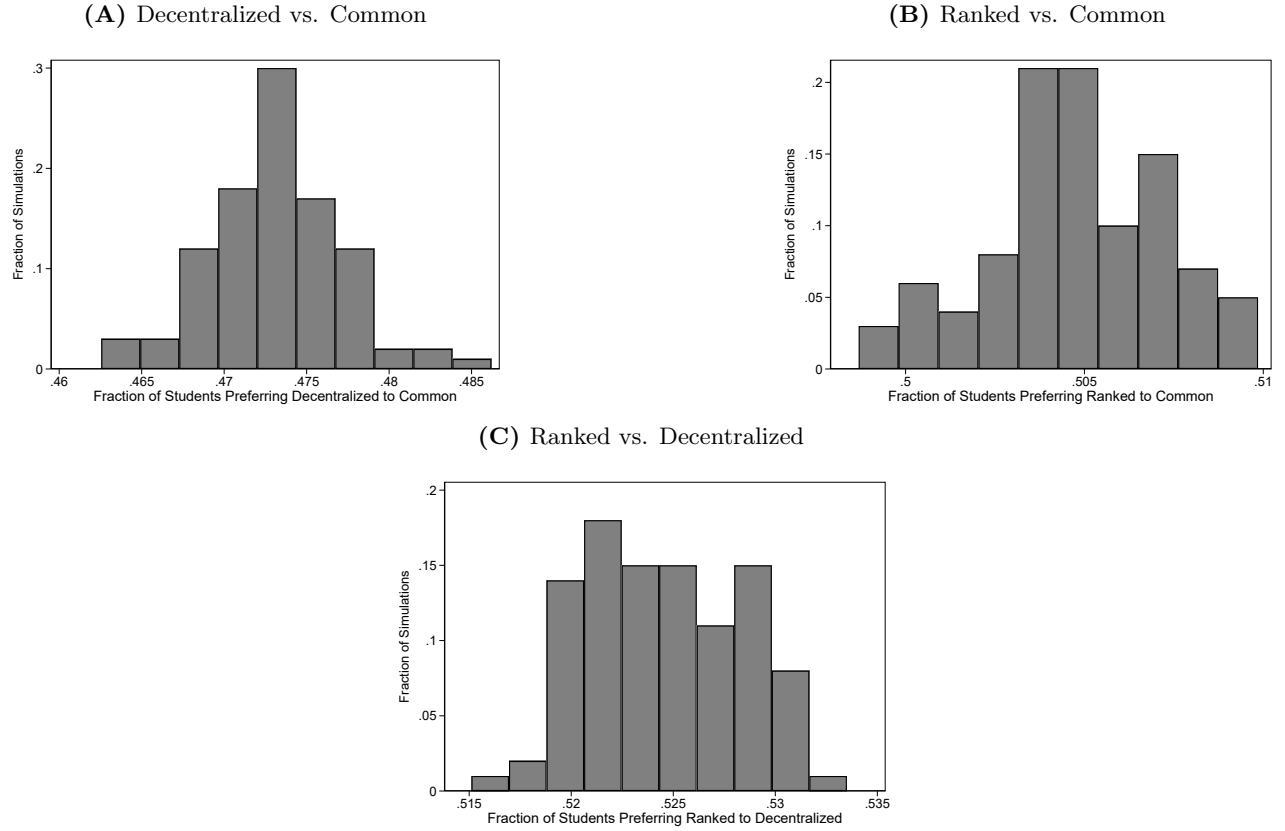 (A) Decentralized vs. Common
Fraction of Simulations
.3
.2
.1
0
.46 .465 .47 .475 .48 .485
Fraction of Students Preferring Decentralized to Common
(B) Ranked vs. Common
Fraction of Simulations
.2
.15
.1
.05
0
.5 .505 .51
Fraction of Students Preferring Ranked to Common
(C) Ranked vs. Decentralized
Fraction of Simulations
.2
.15
.1
.05
0
.515 .52 .525 .53 .535
Fraction of Students Preferring Ranked to Decentralized